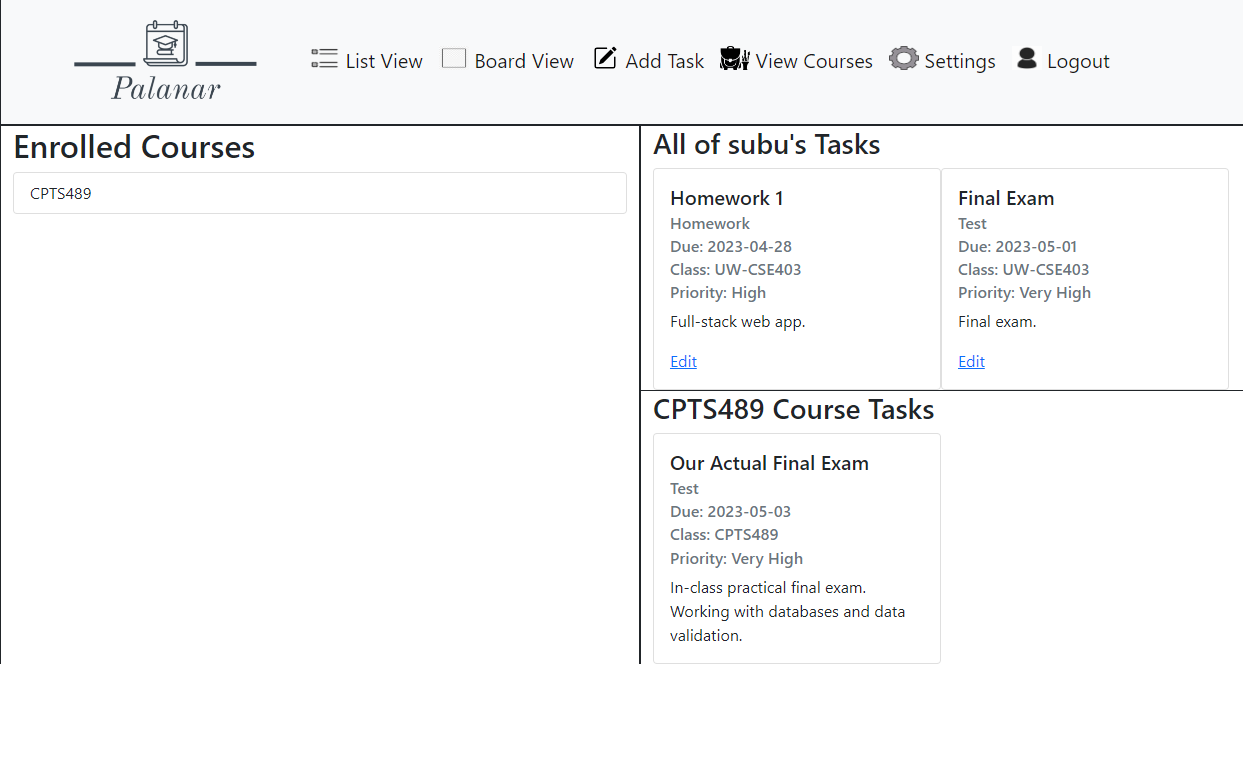 Palanar
List View
Board View
Add Task
View Courses
Settings
Logout
Enrolled Courses
CPTS489
All of subu's Tasks
Homework 1
Homework
Due: 2023-04-28
Class: UW-CSE403
Priority: High
Full-stack web app.
Edit
Final Exam
Test
Due: 2023-05-01
Class: UW-CSE403
Priority: Very High
Final exam.
Edit
CPTS489 Course Tasks
Our Actual Final Exam
Test
Due: 2023-05-03
Class: CPTS489
Priority: Very High
In-class practical final exam.
Working with databases and data
validation.